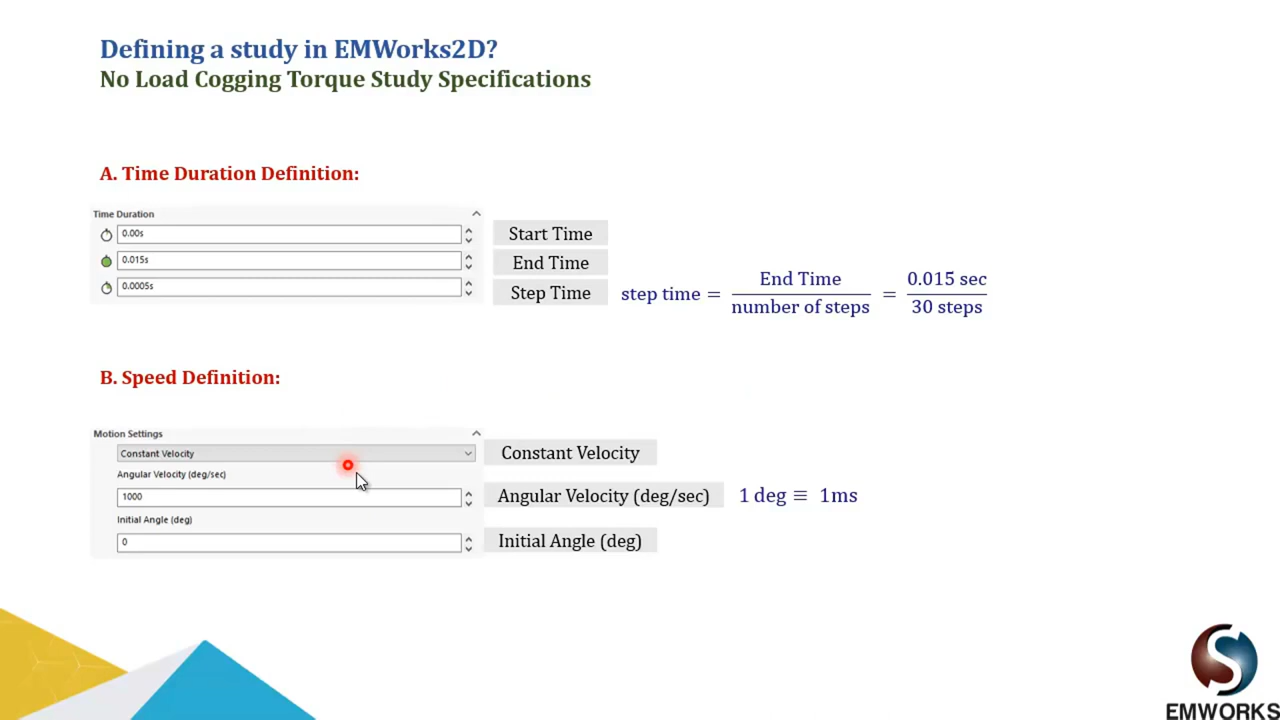 Defining a study in EMWorks2D?
No Load Cogging Torque Study Specifications
A. Time Duration Definition:
Time Duration
0.00s
Start Time
0.015s
End Time
0.0005s
Step Time
step time = End Time / number of steps = 0.015 sec / 30 steps
B. Speed Definition:
Motion Settings
Constant Velocity
Constant Velocity
Angular Velocity (deg/sec)
1000
Angular Velocity (deg/sec)
1 deg ≡ 1ms
Initial Angle (deg)
0
Initial Angle (deg)
EMWORKS